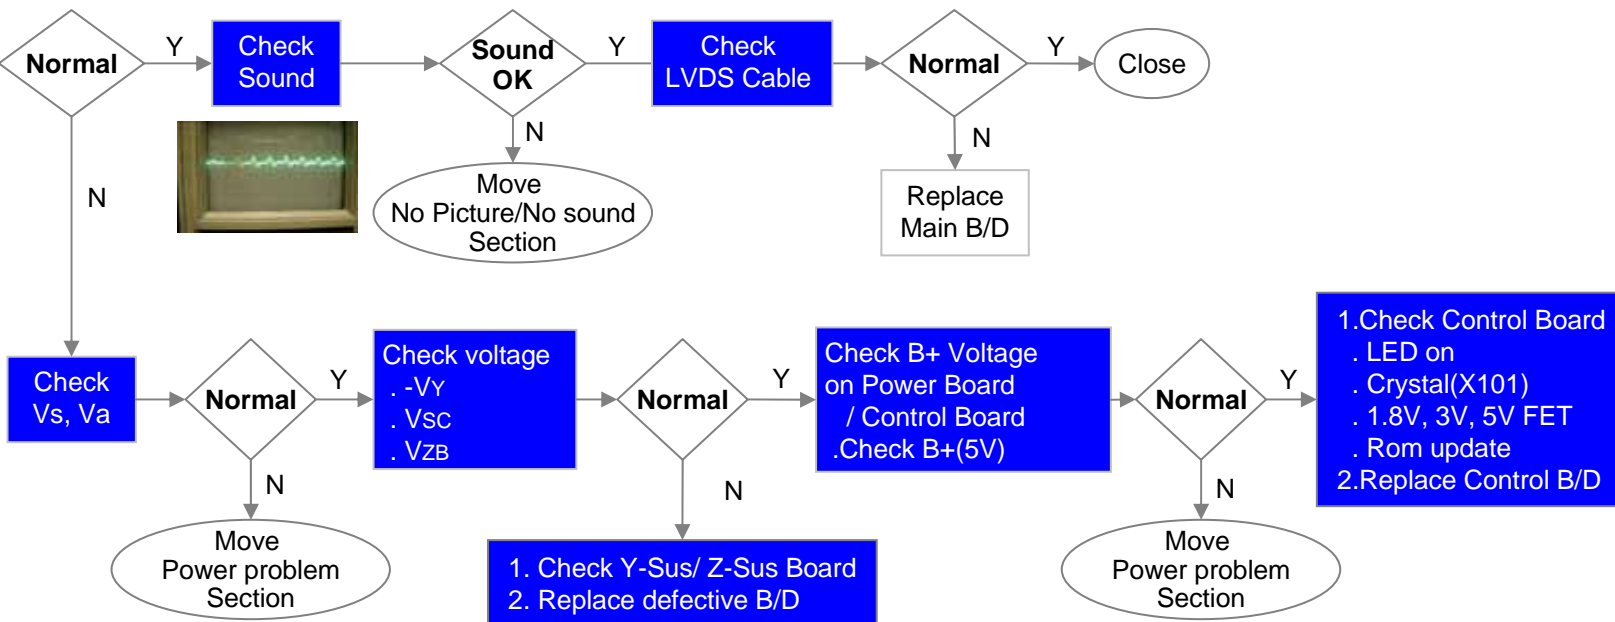 Normal
Y
Check
Sound
Sound
OK
Y
Check
LVDS Cable
Normal
Y
Close
N
N
Move
No Picture/No sound
Section
N
Replace
Main B/D
Check
Vs, Va
Normal
Y
Check voltage
. -VY
. VSC
. VZB
Normal
Y
Check B+ Voltage
on Power Board
/ Control Board
.Check B+(5V)
Normal
Y
1.Check Control Board
. LED on
. Crystal(X101)
. 1.8V, 3V, 5V FET
. Rom update
2.Replace Control B/D
N
Move
Power problem
Section
N
1. Check Y-Sus/ Z-Sus Board
2. Replace defective B/D
N
Move
Power problem
Section